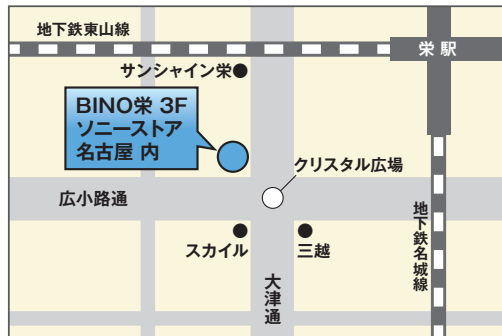 地下鉄東山線
栄駅
サンシャイン栄
BINO栄 3F
ソニーストア
名古屋 内
クリスタル広場
広小路通
地下鉄名城線
スカイル
三越
大津通